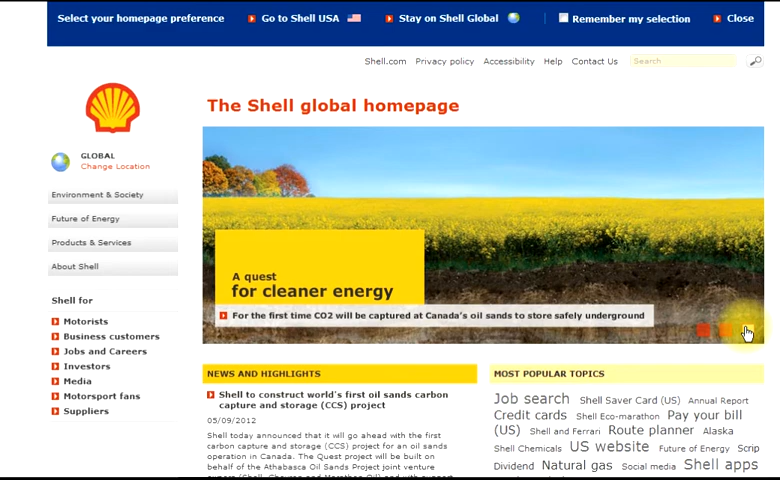 Select your homepage preference
Go to Shell USA
Stay on Shell Global
Remember my selection
Close
Shell.com Privacy policy Accessibility Help Contact Us
Search
The Shell global homepage
GLOBAL
Change Location
Environment & Society
Future of Energy
Products & Services
About Shell
Shell for
Motorists
Business customers
Jobs and Careers
Investors
Media
Motorsport fans
Suppliers
A quest
for cleaner energy
For the first time CO2 will be captured at Canada's oil sands to store safely underground
NEWS AND HIGHLIGHTS
Shell to construct world's first oil sands carbon
capture and storage (CCS) project
05/09/2012
Shell today announced that it will go ahead with the first
carbon capture and storage (CCS) project for an oil sands
operation in Canada. The Quest project will be built on
behalf of the Athabasca Oil Sands Project joint venture
MOST POPULAR TOPICS
Job search Shell Saver Card (US) Annual Report
Credit cards Shell Eco-marathon Pay your bill
(US) Shell and Ferrari Route planner Alaska
Shell Chemicals US website Future of Energy Scrip
Dividend Natural gas Social media Shell apps